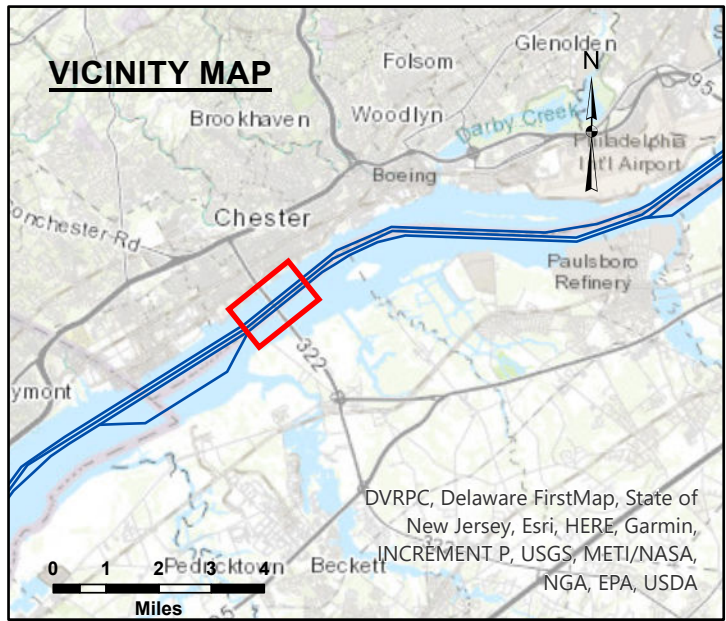 VICINITY MAP
Glenolden
Folsom
N
95
Brookhaven
Woodlyn
Darby Creek
Philadelphia
Int'l Airport
Boeing
Chester
Conchester-Rd
Paulsboro
Refinery
322
ymont
DVRPC, Delaware FirstMap, State of
New Jersey, Esri, HERE, Garmin,
INCREMENT P, USGS, METI/NASA,
NGA, EPA, USDA
Pedricktown
Beckett
0 1 2 3 4
Miles